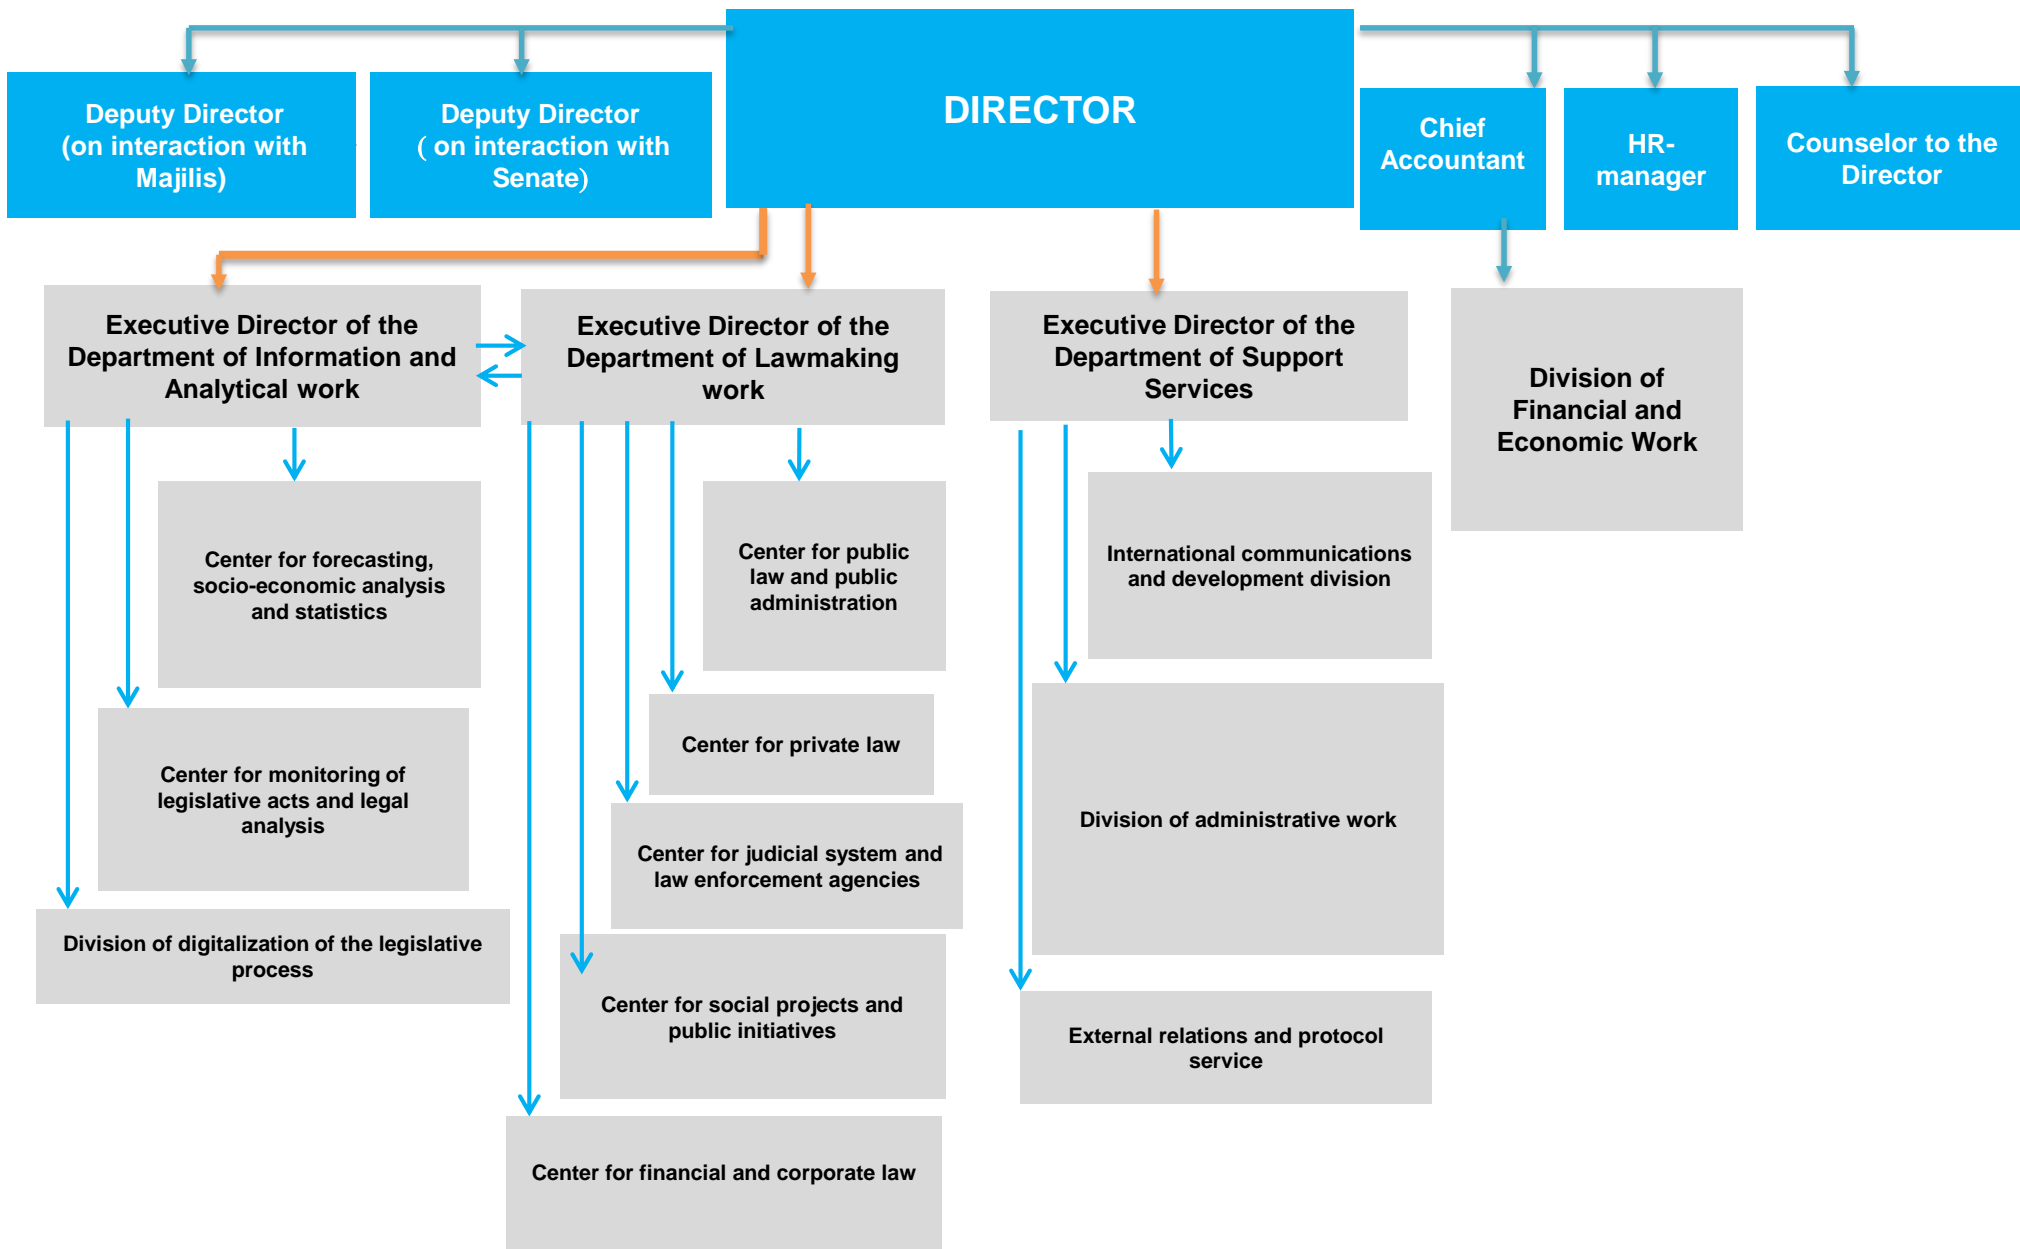 DIRECTOR
Deputy Director
(on interaction with
Majilis)
Deputy Director
( on interaction with
Senate)
Chief
Accountant
HR-
manager
Counselor to the
Director
Executive Director of the
Department of Information and
Analytical work
Executive Director of the
Department of Lawmaking
work
Executive Director of the
Department of Support
Services
Division of
Financial and
Economic Work
Center for forecasting,
socio-economic analysis
and statistics
Center for monitoring of
legislative acts and legal
analysis
Division of digitalization of the legislative
process
Center for public
law and public
administration
Center for private law
Center for judicial system and
law enforcement agencies
Center for social projects and
public initiatives
Center for financial and corporate law
International communications
and development division
Division of administrative work
External relations and protocol
service